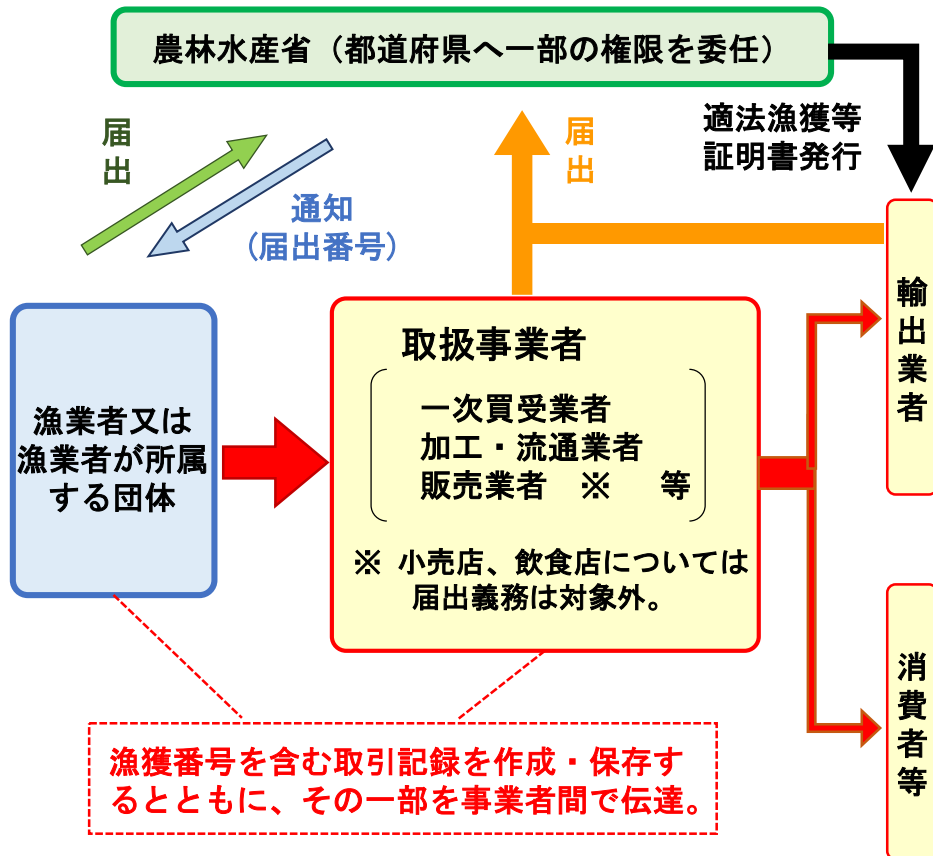 農林水産省（都道府県へ一部の権限を委任）
届
出
通知
（届出番号）
届
出
適法漁獲等
証明書発行
漁業者又は
漁業者が所属
する団体
取扱事業者
一次買受業者
加工・流通業者
販売業者　※　等
※ 小売店、飲食店については
届出義務は対象外。
輸出業者
消費者等
漁獲番号を含む取引記録を作成・保存す
るとともに、その一部を事業者間で伝達。